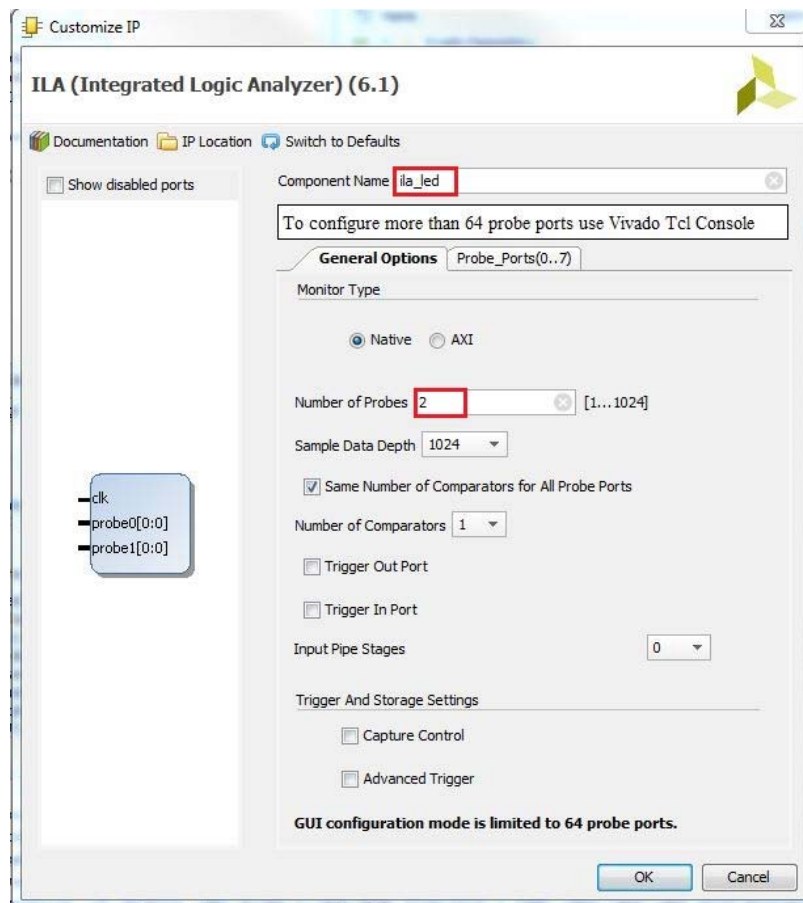 Customize IP
ILA (Integrated Logic Analyzer) (6.1)
Documentation IP Location Switch to Defaults
Show disabled ports
Component Name ila_led
To configure more than 64 probe ports use Vivado Tcl Console
General Options Probe_Ports(0..7)
Monitor Type
Native AXI
Number of Probes 2 [1...1024]
Sample Data Depth 1024
Same Number of Comparators for All Probe Ports
Number of Comparators 1
Trigger Out Port
Trigger In Port
Input Pipe Stages 0
Trigger And Storage Settings
Capture Control
Advanced Trigger
GUI configuration mode is limited to 64 probe ports.
clk
probe0[0:0]
probe1[0:0]
OK Cancel